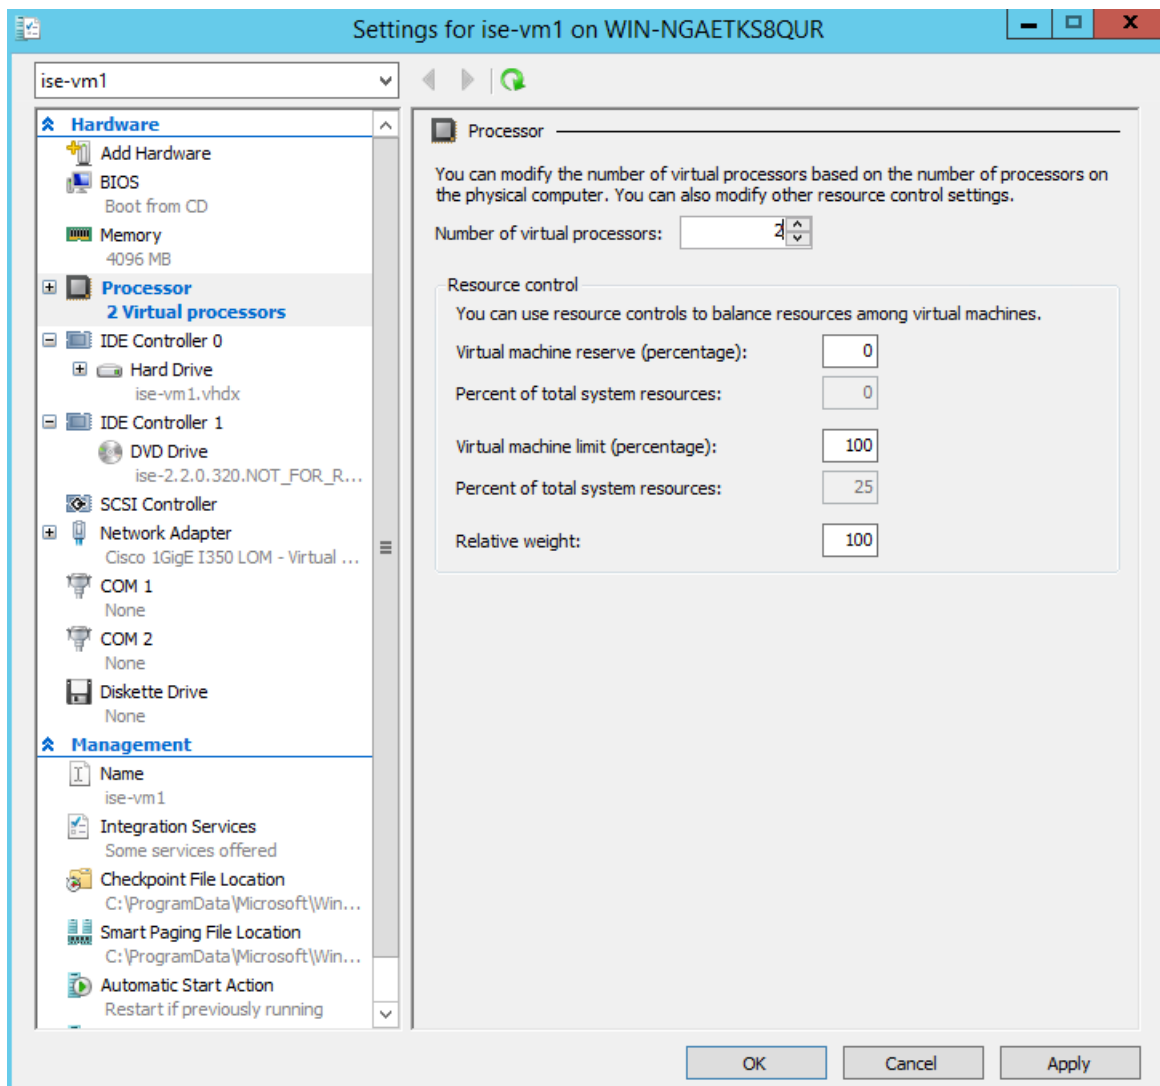 Settings for ise-vm1 on WIN-NGAETKS8QUR
X
ise-vm1
Hardware
Add Hardware
BIOS
Boot from CD
Memory
4096 MB
Processor
2 Virtual processors
IDE Controller 0
Hard Drive
ise-vm1.vhdx
IDE Controller 1
DVD Drive
ise-2.2.0.320.NOT_FOR_R...
SCSI Controller
Network Adapter
Cisco 1GigE I350 LOM - Virtual ...
COM 1
None
COM 2
None
Diskette Drive
None
Management
Name
ise-vm1
Integration Services
Some services offered
Checkpoint File Location
C:\ProgramData\Microsoft\Win...
Smart Paging File Location
C:\ProgramData\Microsoft\Win...
Automatic Start Action
Restart if previously running
Processor
You can modify the number of virtual processors based on the number of processors on
the physical computer. You can also modify other resource control settings.
Number of virtual processors: 2
Resource control
You can use resource controls to balance resources among virtual machines.
Virtual machine reserve (percentage): 0
Percent of total system resources: 0
Virtual machine limit (percentage): 100
Percent of total system resources: 25
Relative weight: 100
OK Cancel Apply